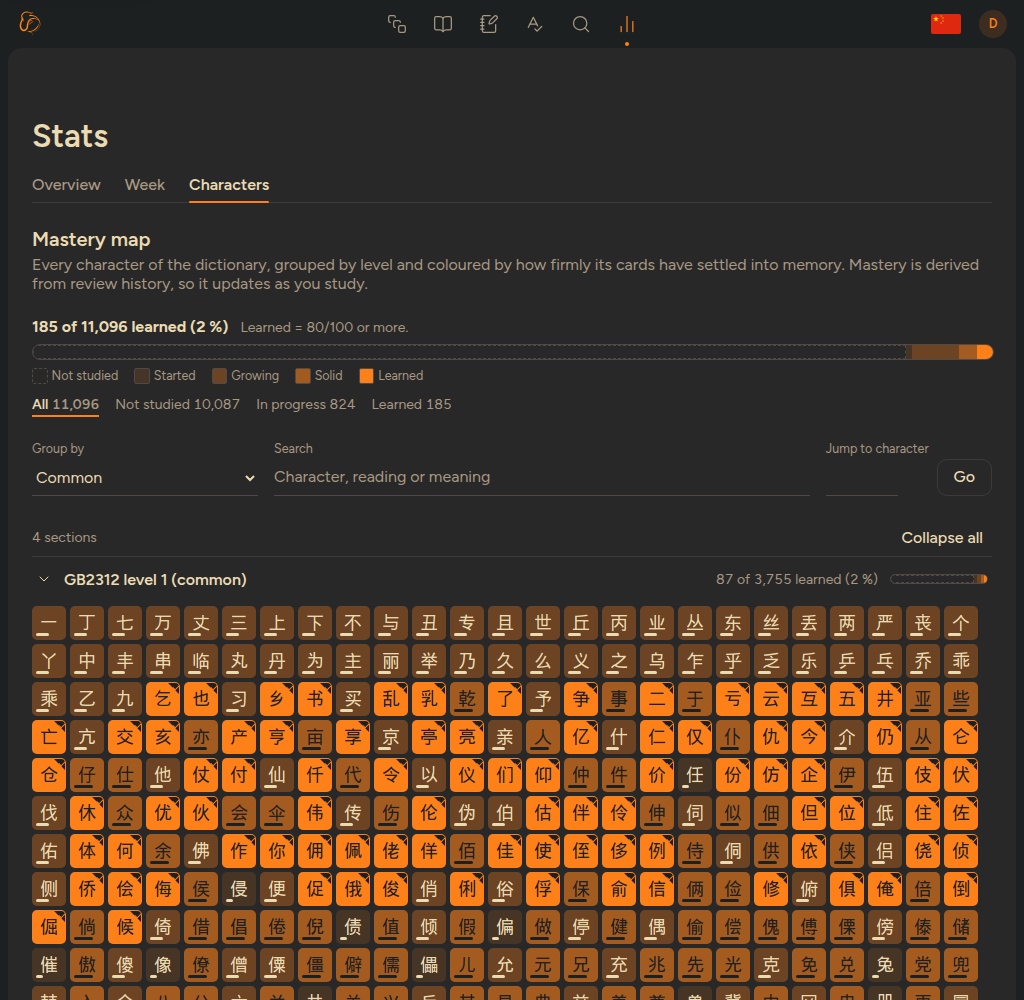 D
Stats
Overview Week Characters
Mastery map
Every character of the dictionary, grouped by level and coloured by how firmly its cards have settled into memory. Mastery is derived
from review history, so it updates as you study.
185 of 11,096 learned (2 %) Learned = 80/100 or more.
Not studied Started Growing Solid Learned
All 11,096 Not studied 10,087 In progress 824 Learned 185
Group by Search Jump to character
Common Character, reading or meaning Go
4 sections Collapse all
GB2312 level 1 (common) 87 of 3,755 learned (2 %)
一 丁 七 万 丈 三 上 下 不 与 丑 专 且 世 丘 丙 业 丛 东 丝 丢 两 严 丧 个
丫 中 丰 串 临 丸 丹 为 主 丽 举 乃 久 么 义 之 乌 乍 乎 乏 乐 乒 乓 乔 乖
乘 乙 九 乞 也 习 乡 书 买 乱 乳 乾 了 予 争 事 二 于 亏 云 互 五 井 亚 些
亡 亢 交 亥 亦 产 亨 亩 享 京 亭 亮 亲 人 亿 什 仁 仅 仆 仇 今 介 仍 从 仑
仓 仔 仕 他 仗 付 仙 仟 代 令 以 仪 们 仰 仲 件 价 任 份 仿 企 伊 伍 伎 伏
伐 休 众 优 伙 会 伞 伟 传 伤 伦 伪 伯 估 伴 伶 伸 伺 似 佃 但 位 低 住 佐
佑 体 何 余 佛 作 你 佣 佩 佬 佯 佰 佳 使 侄 侈 例 侍 侗 供 依 侠 侣 侥 侦
侧 侨 侩 侮 侯 侵 便 促 俄 俊 俏 俐 俗 俘 保 俞 信 俩 俭 修 俯 俱 俺 倍 倒
倔 倘 候 倚 借 倡 倦 倪 债 值 倾 假 偏 做 停 健 偶 偷 偿 傀 傅 傈 傍 傣 储
催 傲 傻 像 僚 僧 僳 僵 僻 儒 儡 儿 允 元 兄 充 兆 先 光 克 免 兑 兔 党 兜